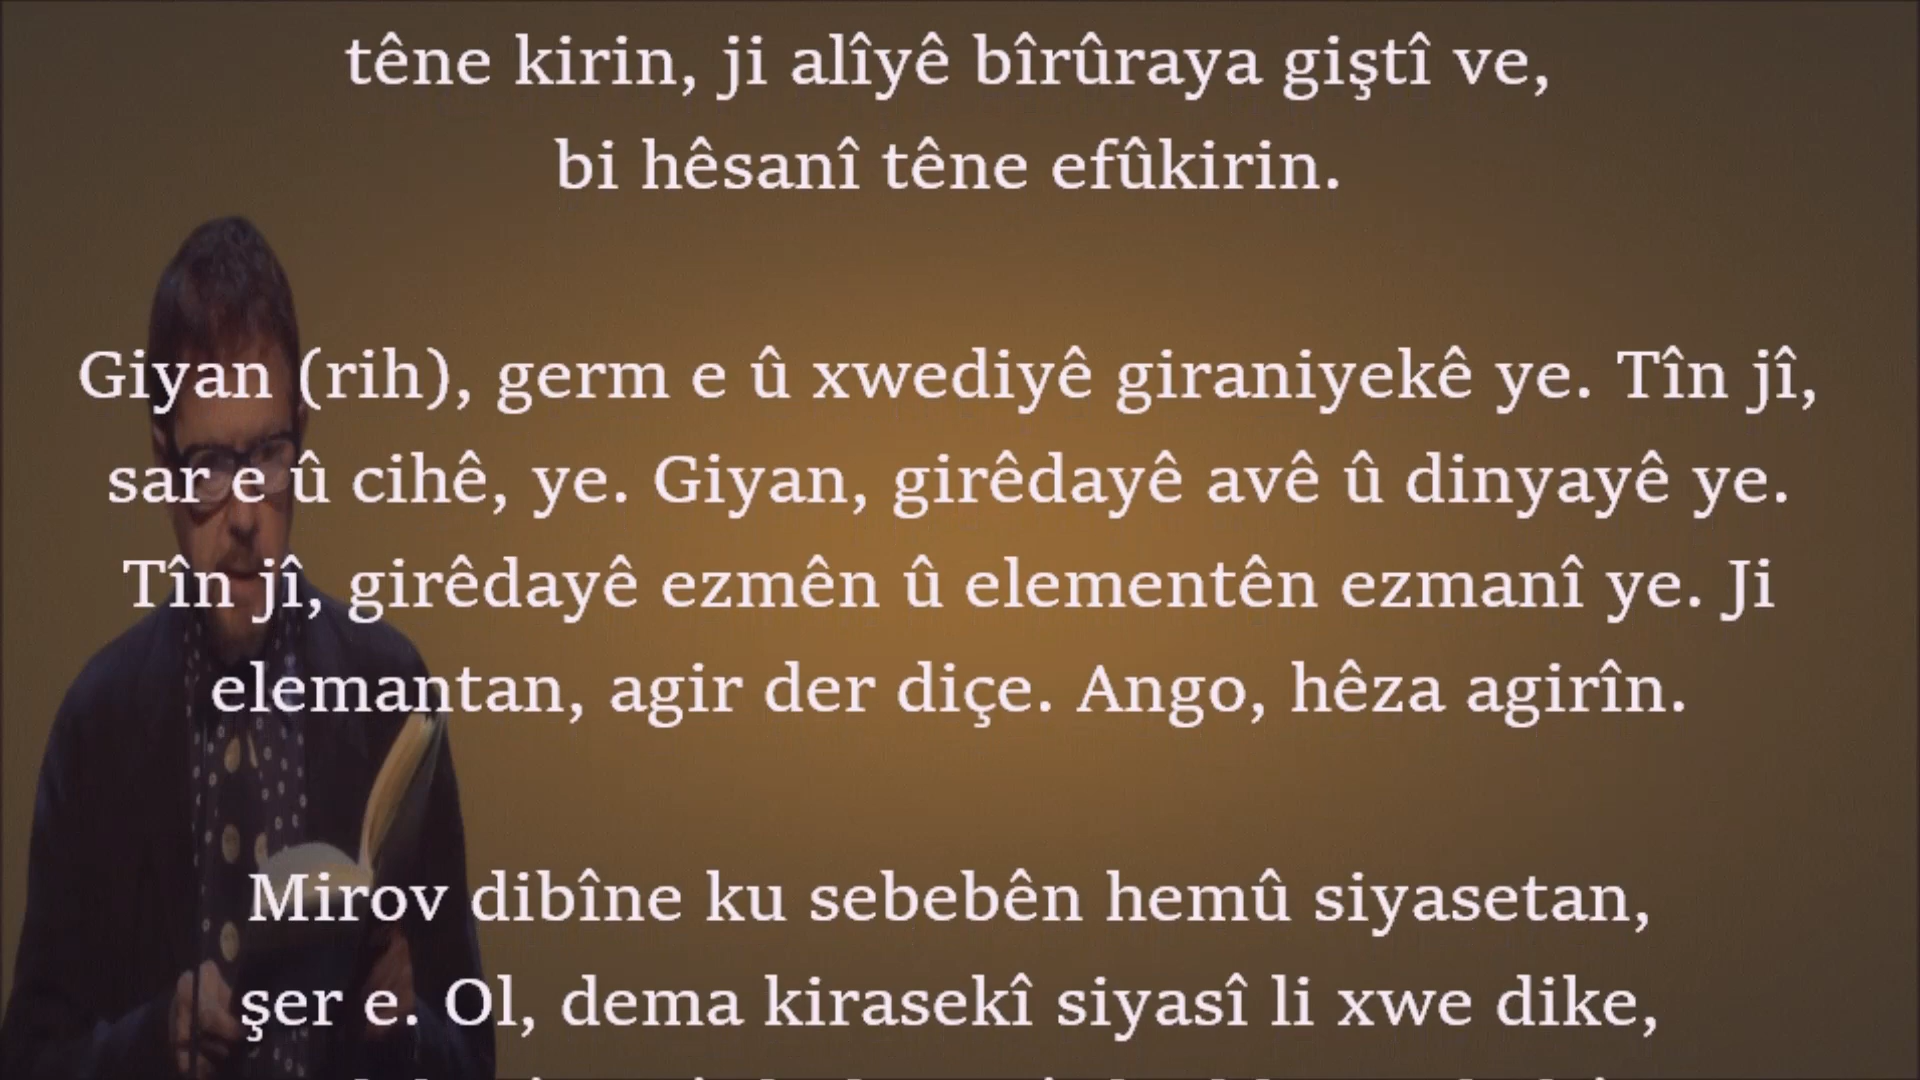 têne kirin, ji alîyê bîrûraya giştî ve,
bi hêsanî têne efûkirin.
Giyan (rih), germ e û xwediyê giraniyekê ye. Tîn jî,
sar e û cihê, ye. Giyan, girêdayê avê û dinyayê ye.
Tîn jî, girêdayê ezmên û elementên ezmanî ye. Ji
elemantan, agir der diçe. Ango, hêza agirîn.
Mirov dibîne ku sebebên hemû siyasetan,
şer e. Ol, dema kirasekî siyasî li xwe dike,